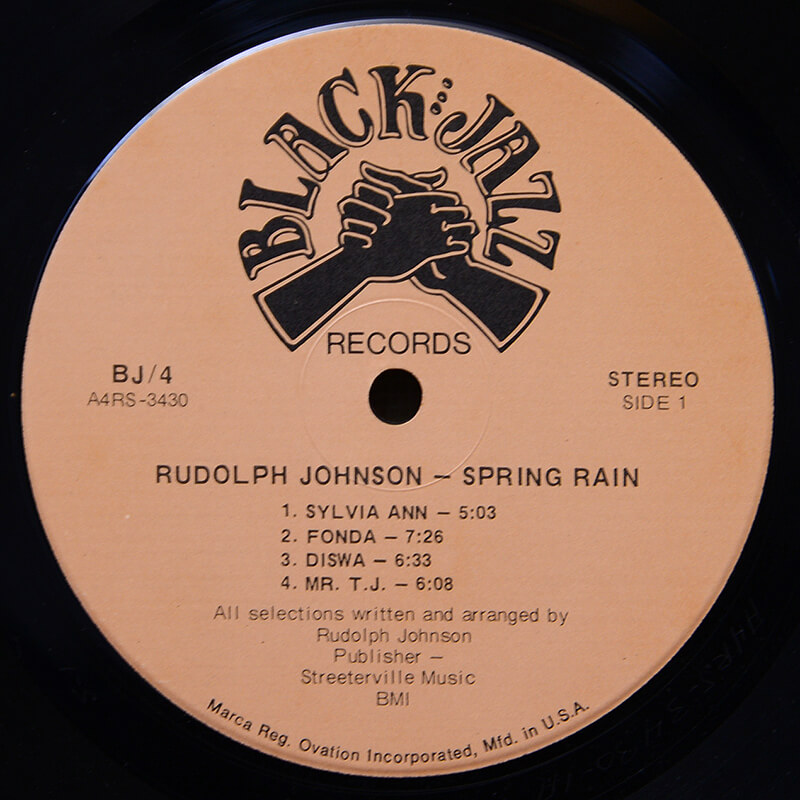 BLACK JAZZ
RECORDS
BJ/4
A4RS-3430
STEREO
SIDE 1
RUDOLPH JOHNSON – SPRING RAIN
1. SYLVIA ANN – 5:03
2. FONDA – 7:26
3. DISWA – 6:33
4. MR. T.J. – 6:08
All selections written and arranged by
Rudolph Johnson
Publisher –
Streeterville Music
BMI
Marca Reg. Ovation Incorporated, Mfd. in U.S.A.